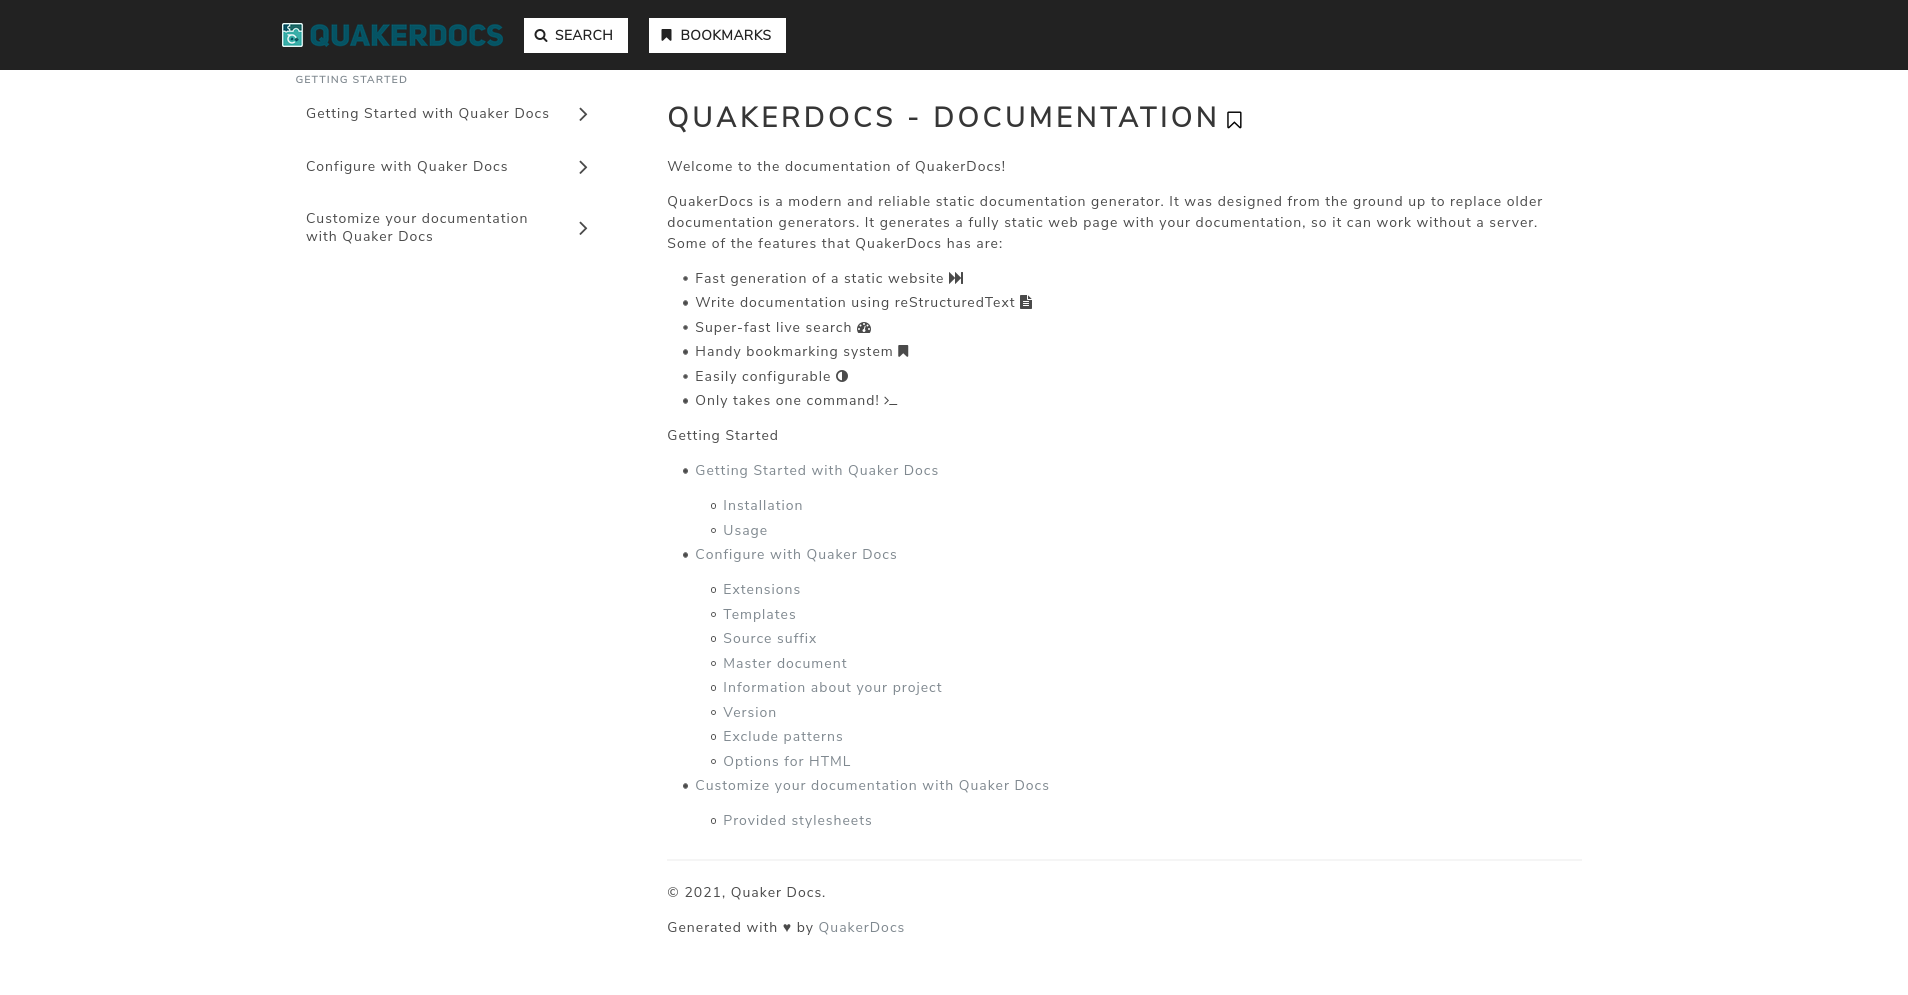 QUAKERDOCS
SEARCH
BOOKMARKS
GETTING STARTED
Getting Started with Quaker Docs
Configure with Quaker Docs
Customize your documentation
with Quaker Docs
QUAKERDOCS - DOCUMENTATION
Welcome to the documentation of QuakerDocs!
QuakerDocs is a modern and reliable static documentation generator. It was designed from the ground up to replace older
documentation generators. It generates a fully static web page with your documentation, so it can work without a server.
Some of the features that QuakerDocs has are:
• Fast generation of a static website
• Write documentation using reStructuredText
• Super-fast live search
• Handy bookmarking system
• Easily configurable
• Only takes one command! >_
Getting Started
• Getting Started with Quaker Docs
◦ Installation
◦ Usage
• Configure with Quaker Docs
◦ Extensions
◦ Templates
◦ Source suffix
◦ Master document
◦ Information about your project
◦ Version
◦ Exclude patterns
◦ Options for HTML
• Customize your documentation with Quaker Docs
◦ Provided stylesheets
© 2021, Quaker Docs.
Generated with ♥ by QuakerDocs